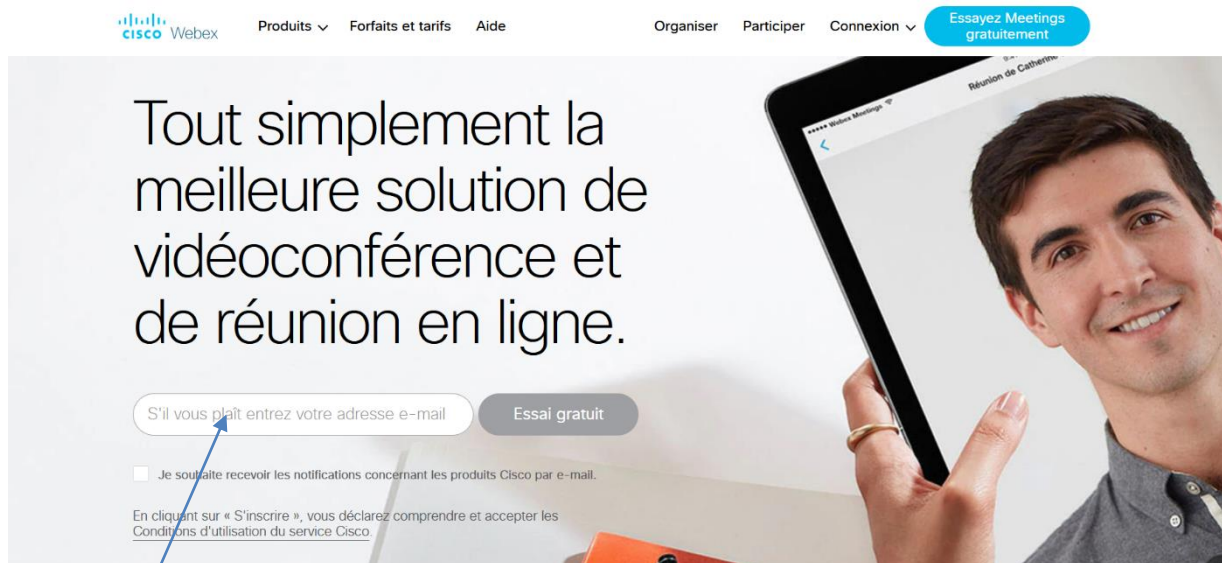 cisco Webex
Produits
Forfaits et tarifs
Aide
Organiser
Participer
Connexion
Essayez Meetings
gratuitement
Tout simplement la
meilleure solution de
vidéoconférence et
de réunion en ligne.
Webex Meetings
Réunion de Catherine
S'il vous plaît entrez votre adresse e-mail
Essai gratuit
Je souhaite recevoir les notifications concernant les produits Cisco par e-mail.
En cliquant sur « S'inscrire », vous déclarez comprendre et accepter les
Conditions d'utilisation du service Cisco.